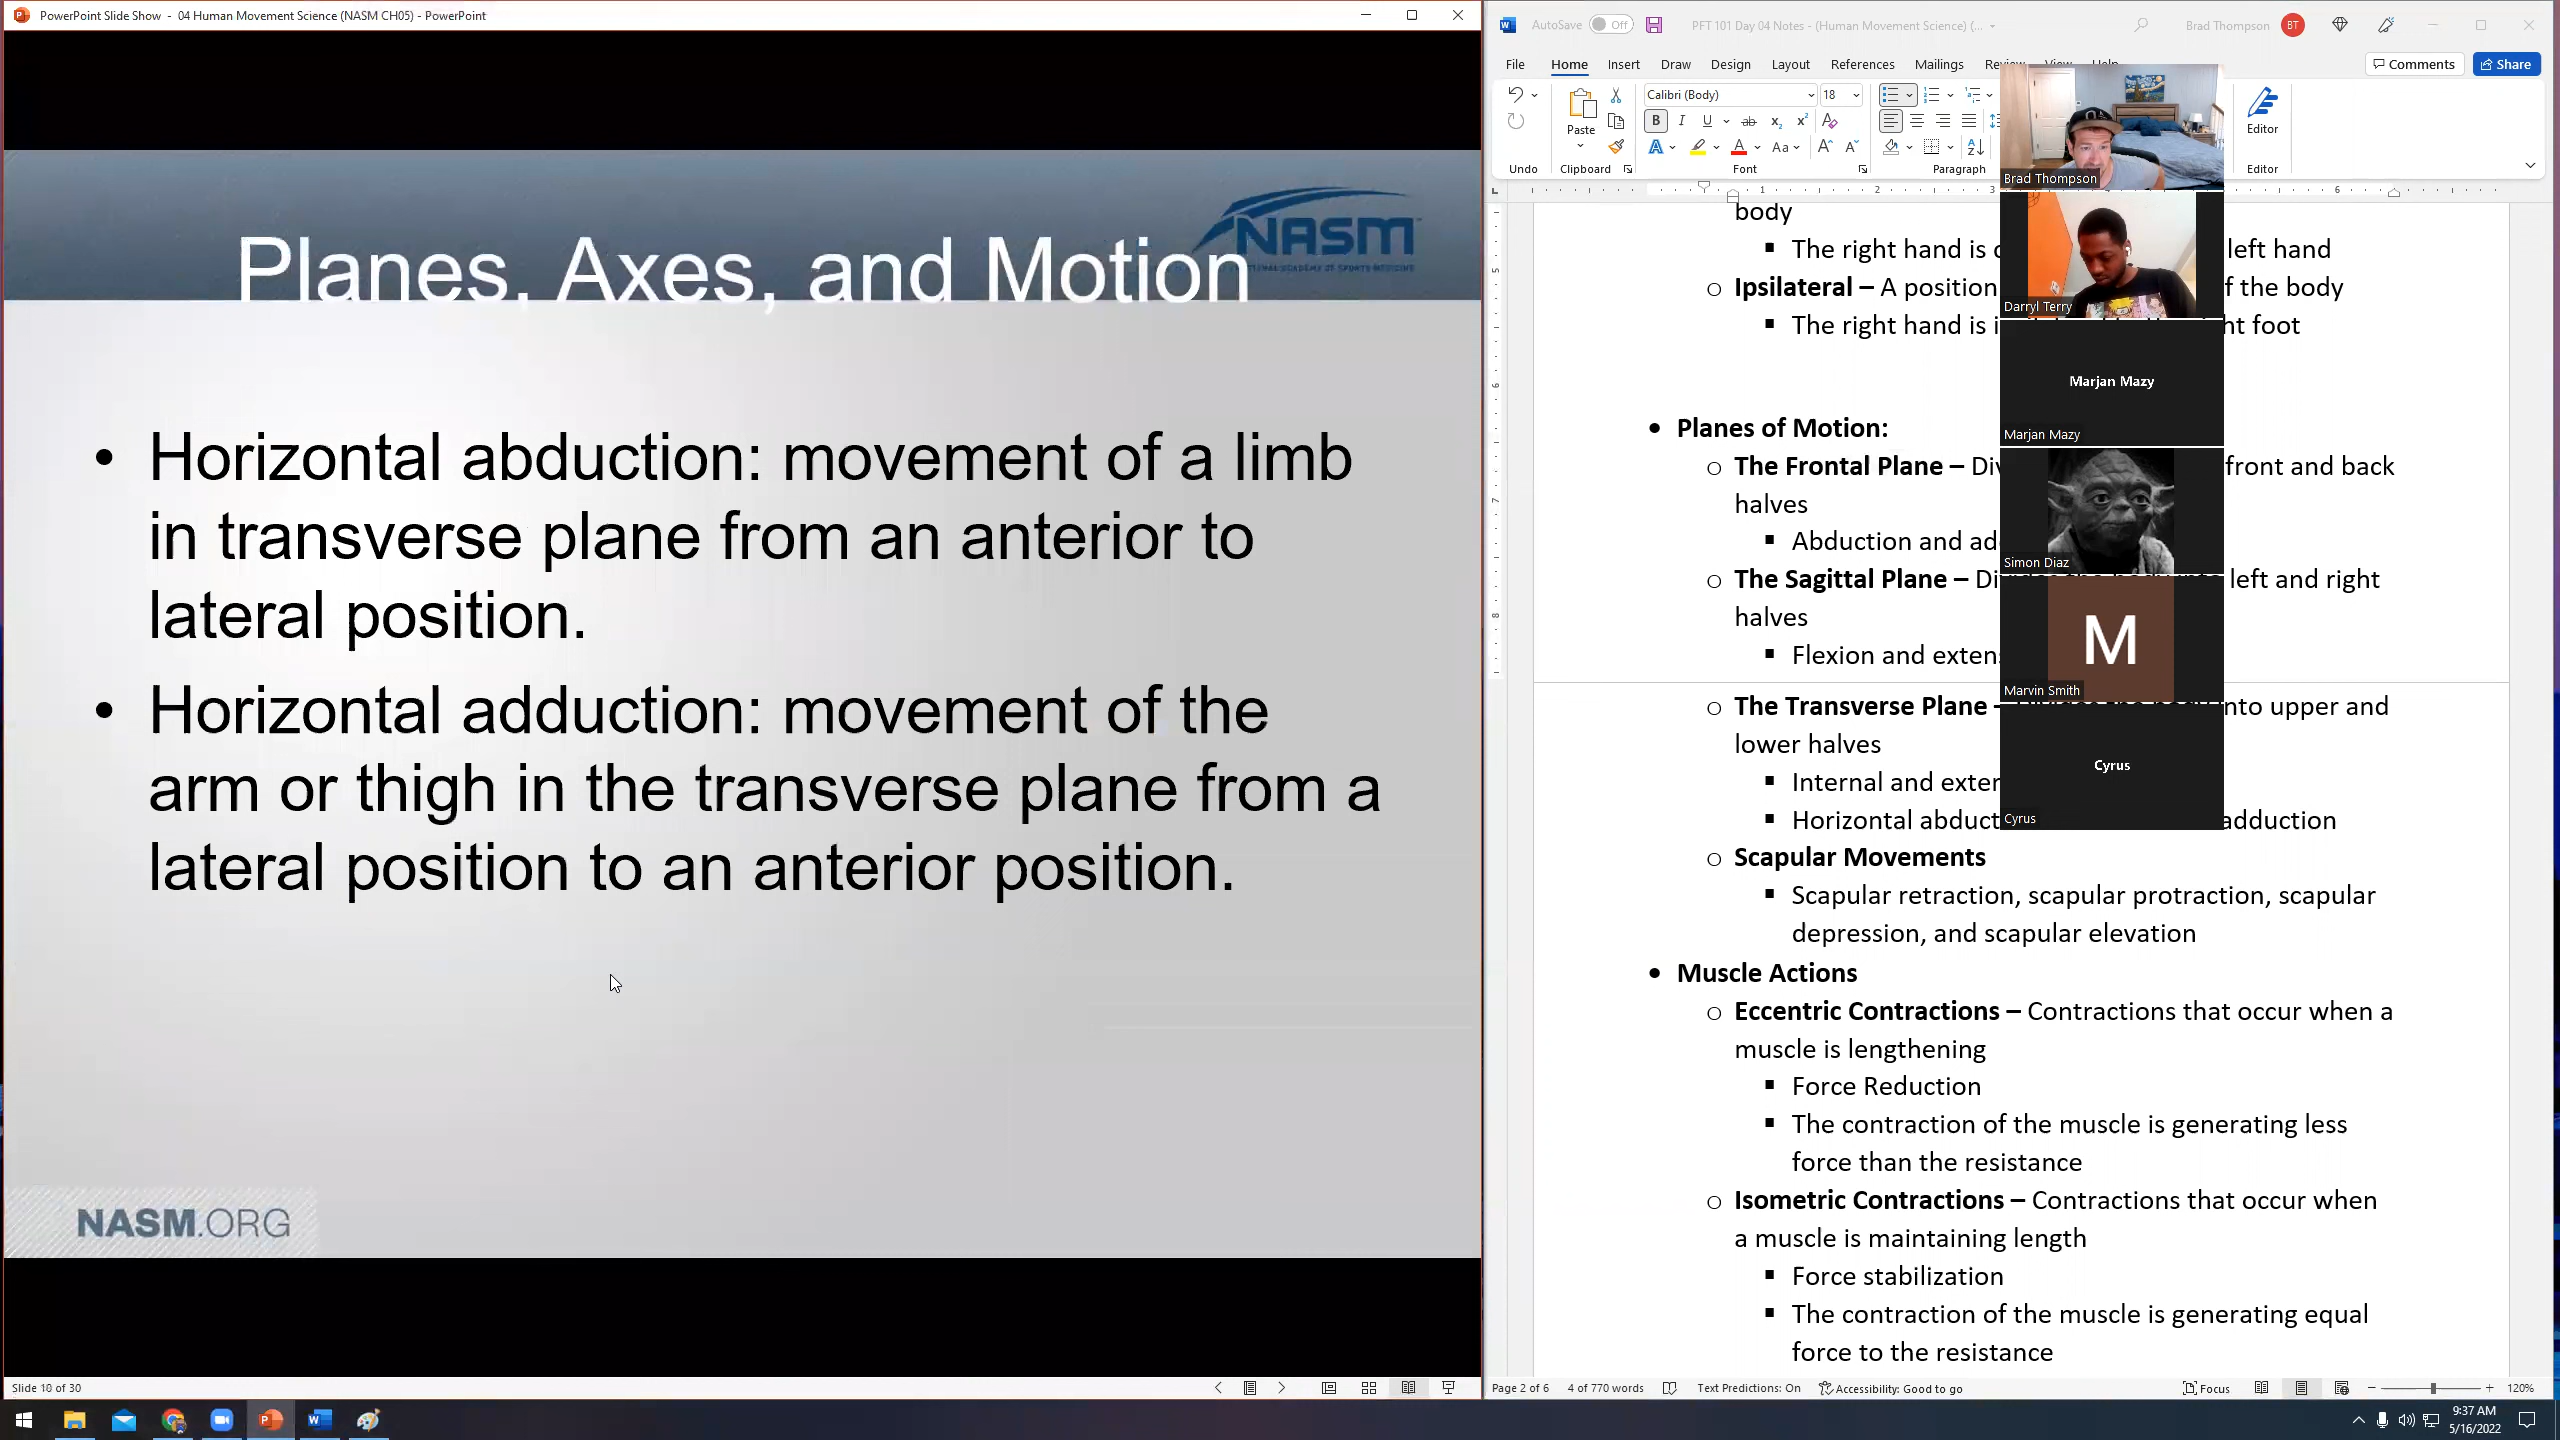 PowerPoint Slide Show - 04 Human Movement Science (NASM CH05) - PowerPoint
NASM
Planes, Axes, and Motion
• Horizontal abduction: movement of a limb
in transverse plane from an anterior to
lateral position.
• Horizontal adduction: movement of the
arm or thigh in the transverse plane from a
lateral position to an anterior position.
NASM.ORG
Slide 18 of 30
AutoSave Off PFT 101 Day 04 Notes - (Human Movement Science) (... Brad Thompson BT
File Home Insert Draw Design Layout References Mailings Review View Help Comments Share
Calibri (Body) 18
Paste
Editor
Undo Clipboard Font Paragraph Editor
1 2 3 6
body
▪ The right hand is left hand
o Ipsilateral – A position of the body
▪ The right hand is foot
• Planes of Motion:
o The Frontal Plane – front and back
halves
▪ Abduction and
o The Sagittal Plane – left and right
halves
▪ Flexion and
o The Transverse Plane – into upper and
lower halves
▪ Internal and
▪ Horizontal adduction
o Scapular Movements
▪ Scapular retraction, scapular protraction, scapular
depression, and scapular elevation
• Muscle Actions
o Eccentric Contractions – Contractions that occur when a
muscle is lengthening
▪ Force Reduction
▪ The contraction of the muscle is generating less
force than the resistance
o Isometric Contractions – Contractions that occur when
a muscle is maintaining length
▪ Force stabilization
▪ The contraction of the muscle is generating equal
force to the resistance
Brad Thompson
Darryl Terry
Marjan Mazy
Marjan Mazy
Simon Diaz
M
Marvin Smith
Cyrus
Cyrus
Page 2 of 6 4 of 770 words Text Predictions: On Accessibility: Good to go Focus 120%
9:37 AM
5/16/2022